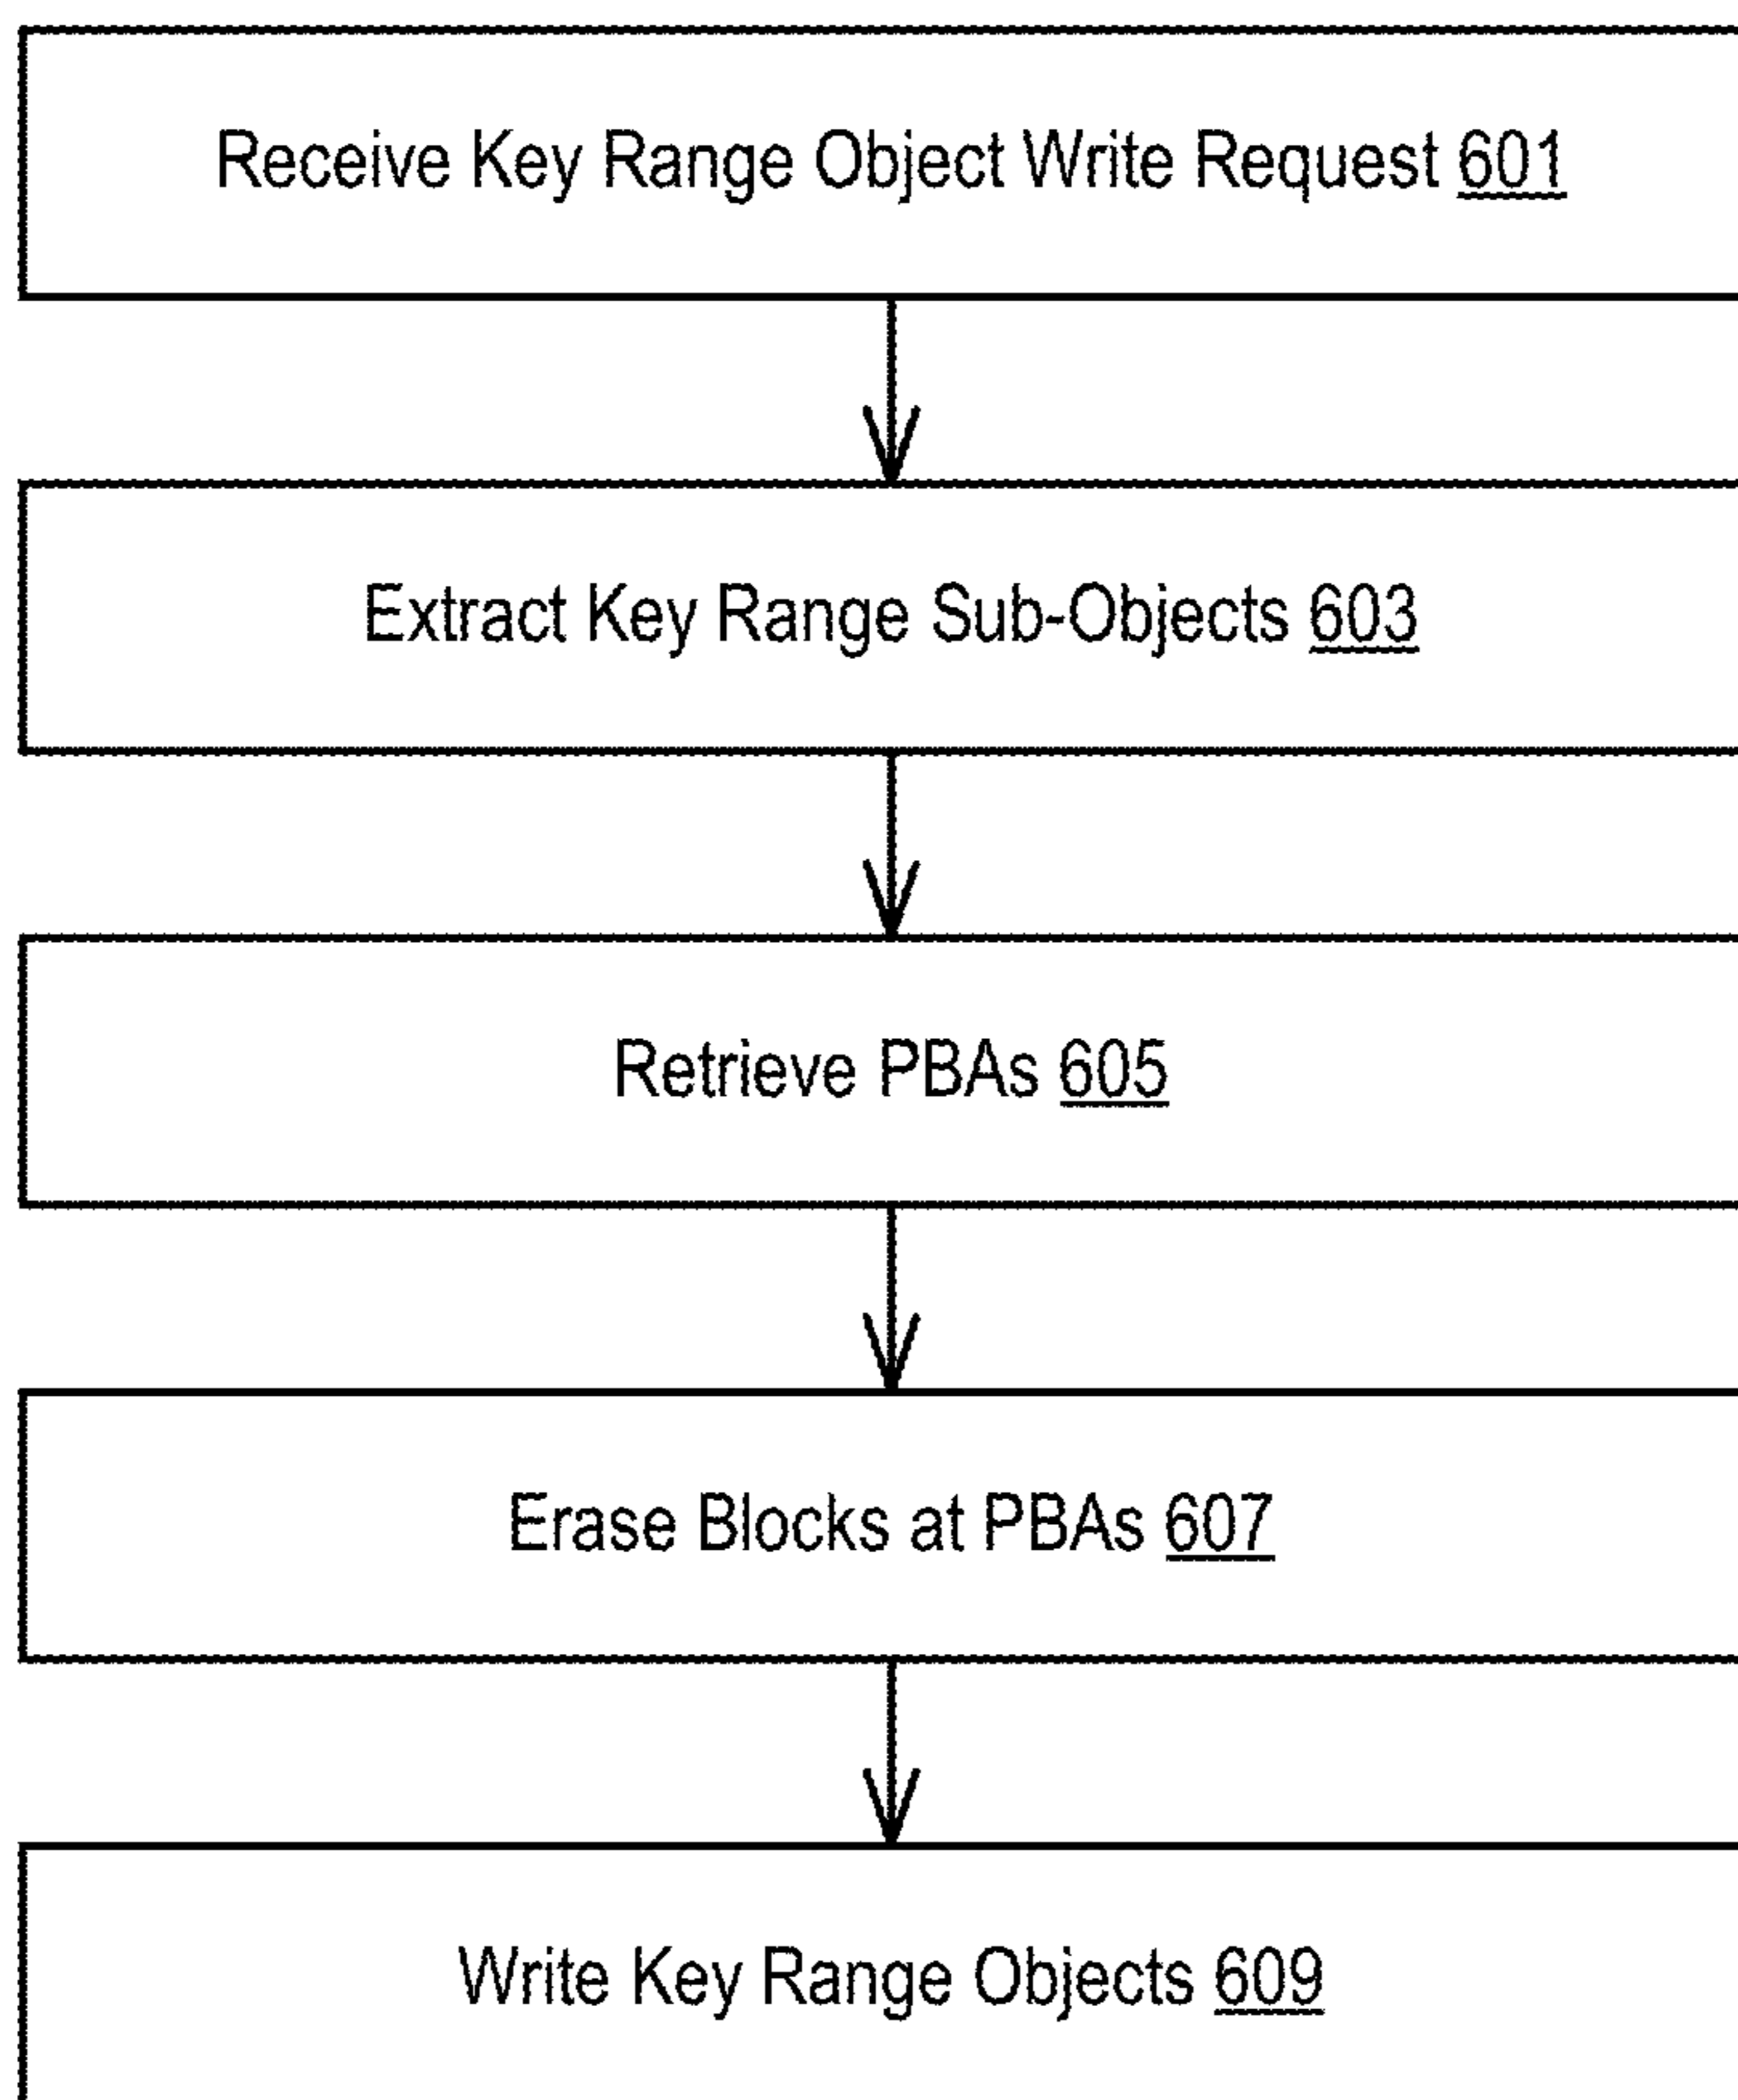 Receive Key Range Object Write Request 601
Extract Key Range Sub-Objects 603
Retrieve PBAs 605
Erase Blocks at PBAs 607
Write Key Range Objects 609